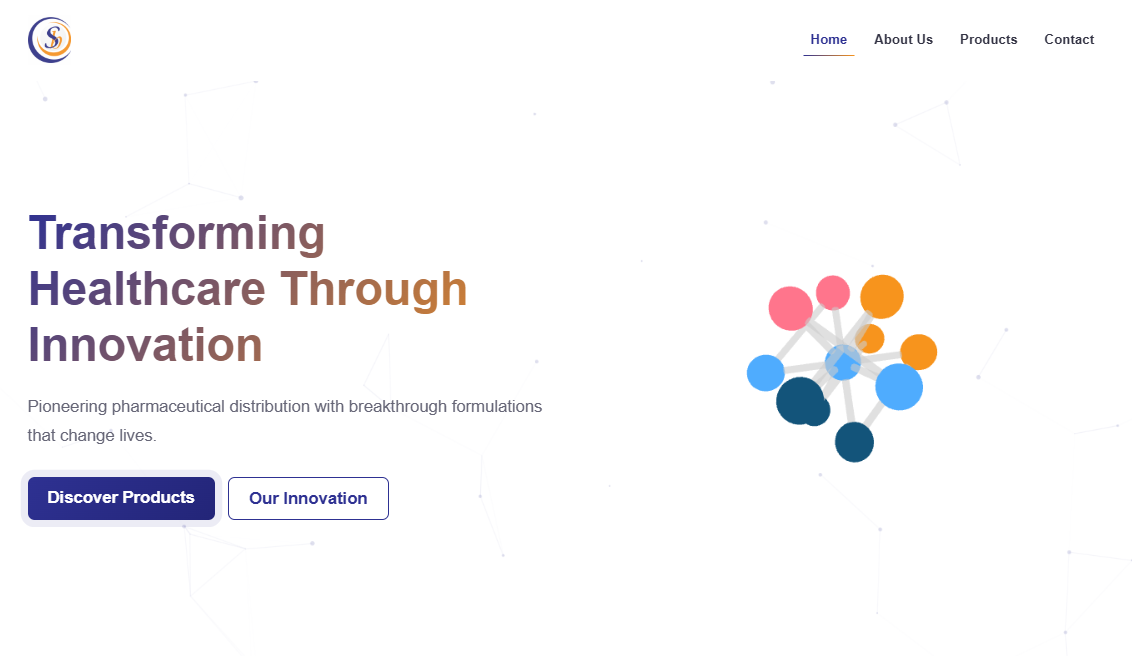 Home About Us Products Contact
Transforming
Healthcare Through
Innovation
Pioneering pharmaceutical distribution with breakthrough formulations
that change lives.
Discover Products Our Innovation